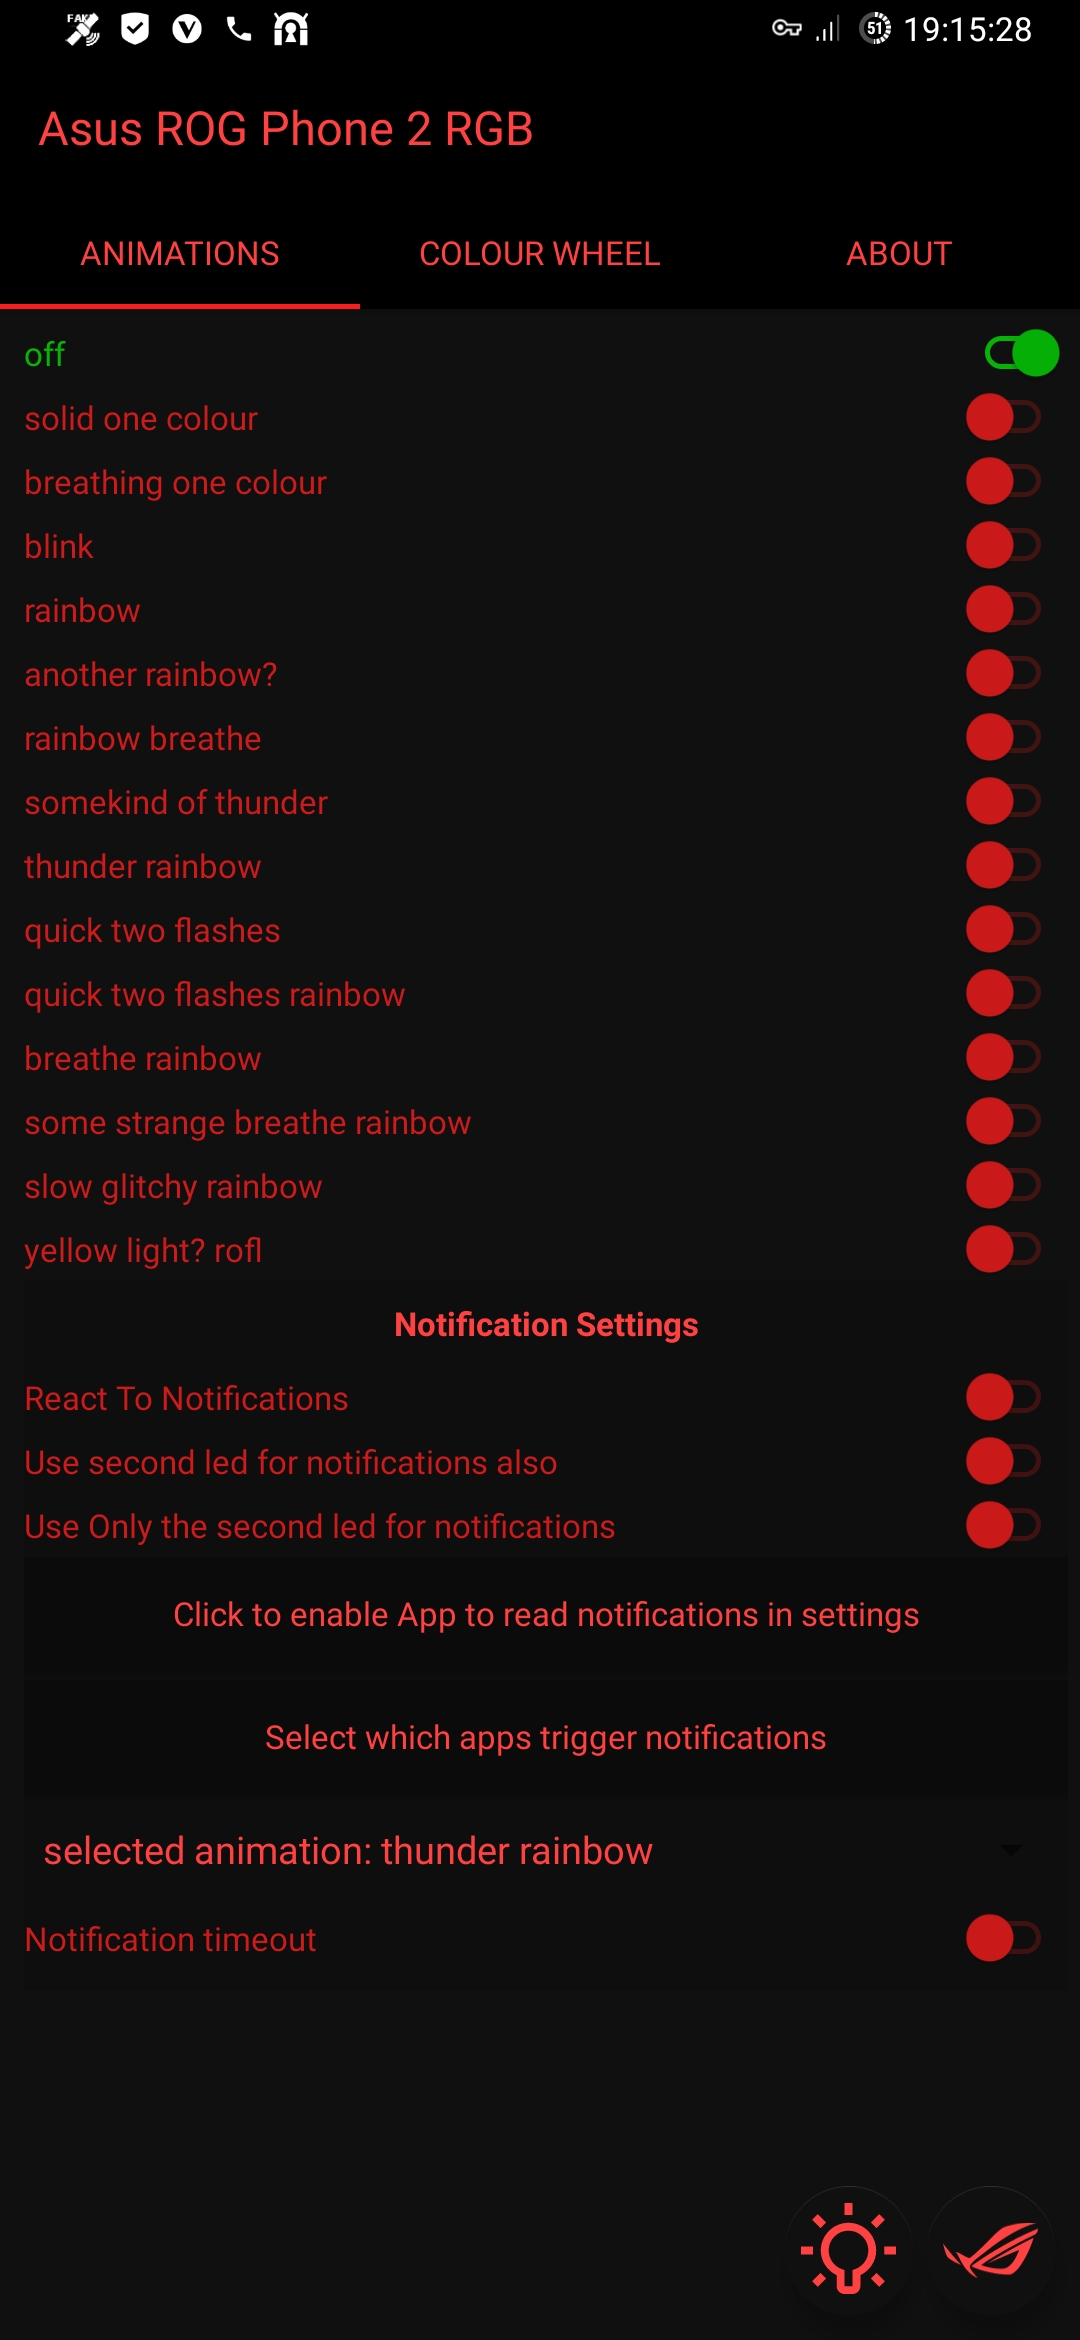 FAKE
51 19:15:28
Asus ROG Phone 2 RGB
ANIMATIONS COLOUR WHEEL ABOUT
off
solid one colour
breathing one colour
blink
rainbow
another rainbow?
rainbow breathe
somekind of thunder
thunder rainbow
quick two flashes
quick two flashes rainbow
breathe rainbow
some strange breathe rainbow
slow glitchy rainbow
yellow light? rofl
Notification Settings
React To Notifications
Use second led for notifications also
Use Only the second led for notifications
Click to enable App to read notifications in settings
Select which apps trigger notifications
selected animation: thunder rainbow
Notification timeout